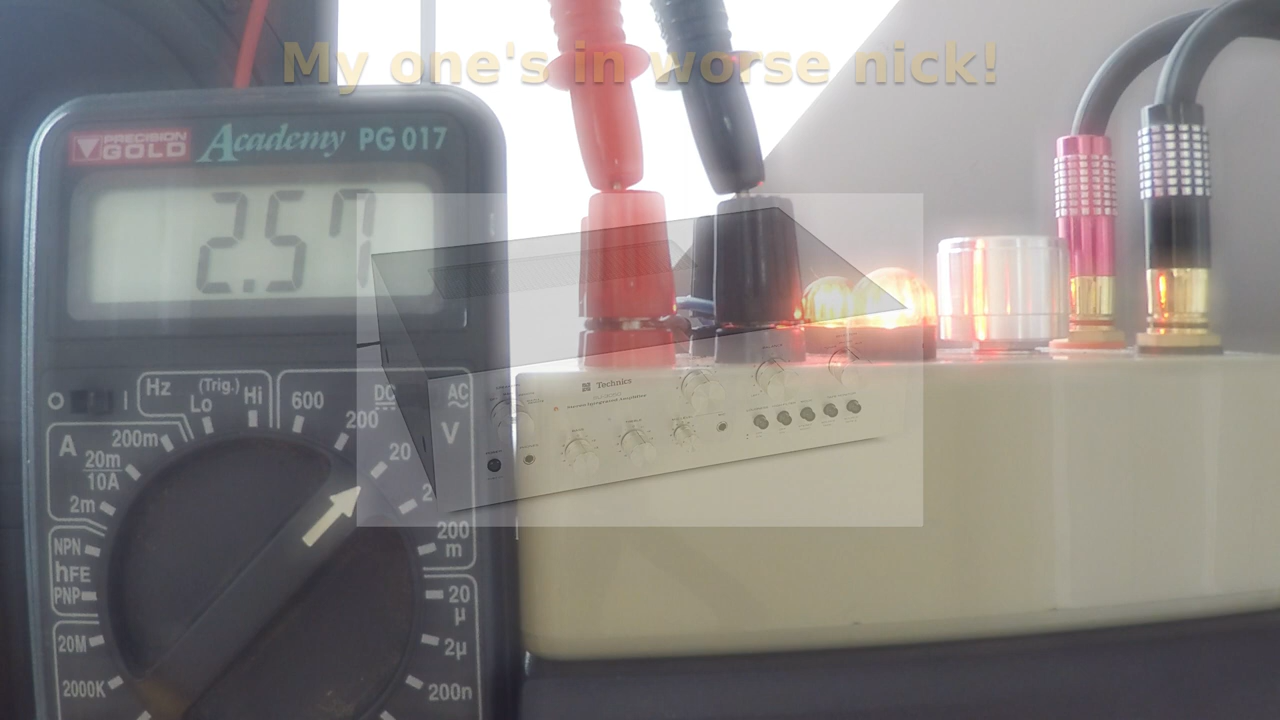 My one's in worse nick!
PRECISION GOLD Academy PG 017
2.57
Hz (Trig.) Lo Hi
600 DC AC
200 V
A 200m 20
20m 2
10A
2m 200
m
NPN
hFE
PNP 20
µ
20M 2µ
2000K 200n
Technics